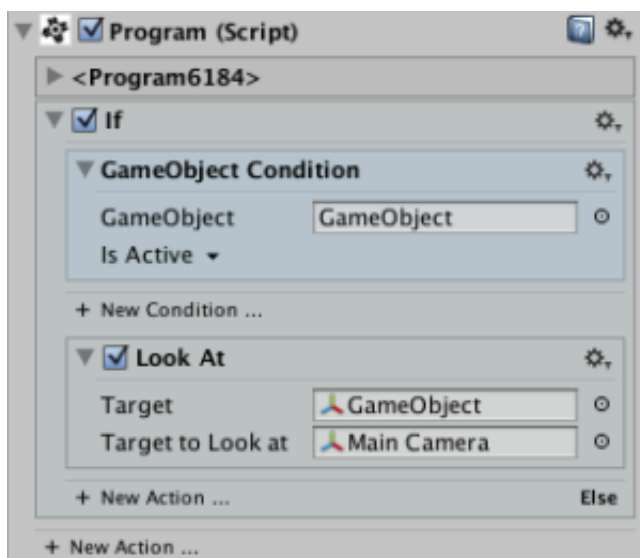 Program (Script)
<Program6184>
If
GameObject Condition
GameObject GameObject
Is Active
+ New Condition ...
Look At
Target GameObject
Target to Look at Main Camera
+ New Action ... Else
+ New Action ...